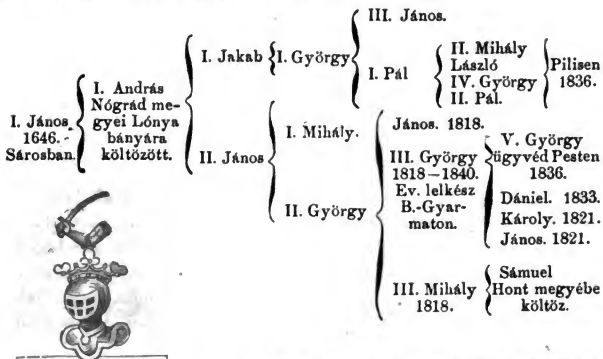 III. János.
I. Jakab
I. György
I. Pál
II. Mihály
László
IV. György
II. Pál.
Pilisen
1836.
I. János
1646.
Sárosban.
I. András
Nógrád me-
gyei Lónya
bányára
költözött.
II. János
I. Mihály.
II. György
János. 1818.
III. György
1818–1840.
Ev. lelkész
B.-Gyar-
maton.
V. György
ügyvéd Pesten
1836.
Dániel. 1833.
Károly. 1821.
János. 1821.
III. Mihály
1818.
Sámuel
Hont megyébe
költöz.